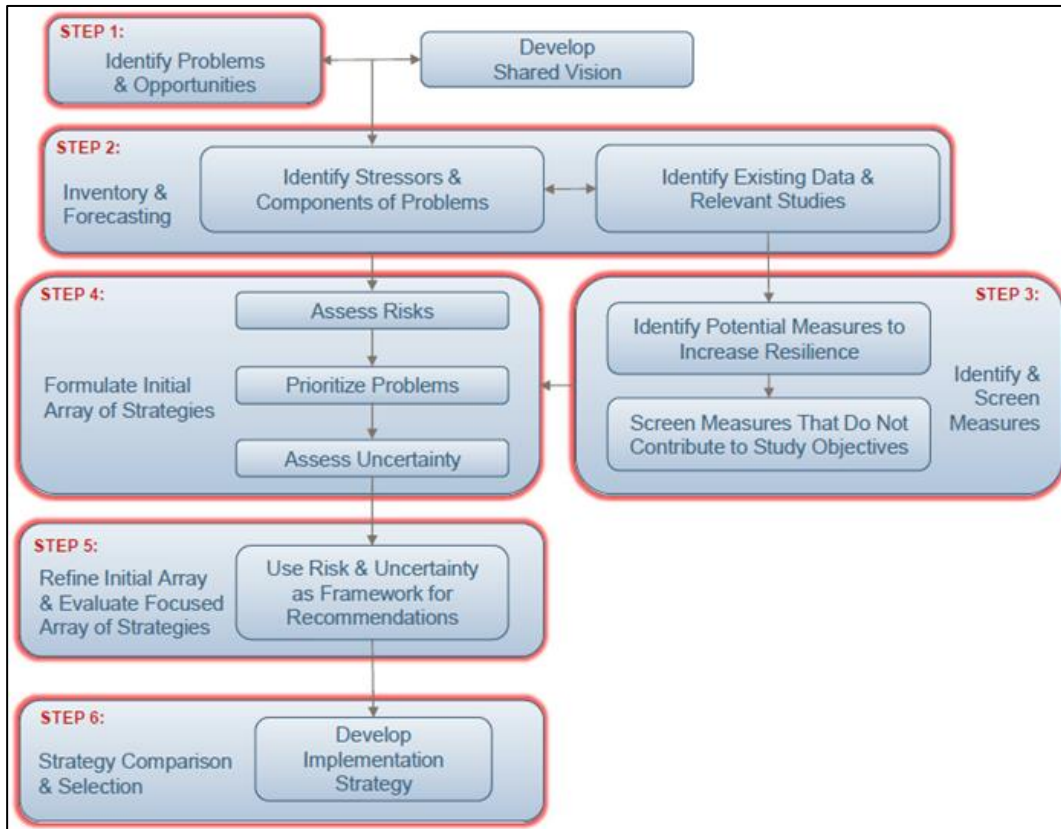 STEP 1:
Identify Problems
& Opportunities
Develop
Shared Vision
STEP 2:
Inventory &
Forecasting
Identify Stressors &
Components of Problems
Identify Existing Data &
Relevant Studies
STEP 4:
Formulate Initial
Array of Strategies
Assess Risks
Prioritize Problems
Assess Uncertainty
STEP 3:
Identify &
Screen
Measures
Identify Potential Measures to
Increase Resilience
Screen Measures That Do Not
Contribute to Study Objectives
STEP 5:
Refine Initial Array
& Evaluate Focused
Array of Strategies
Use Risk & Uncertainty
as Framework for
Recommendations
STEP 6:
Strategy Comparison
& Selection
Develop
Implementation
Strategy